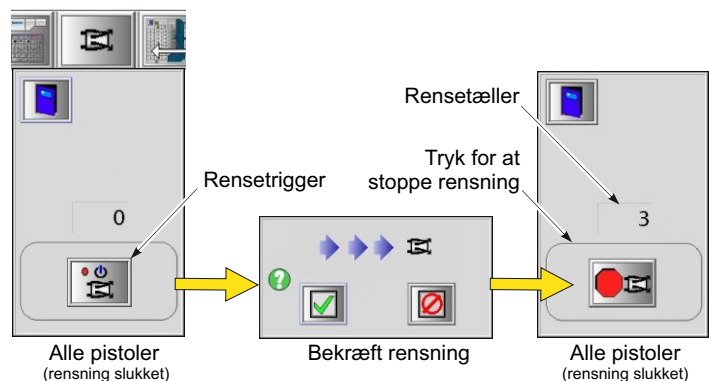 Rensetæller
Tryk for at
stoppe rensning
Rensetrigger
0
3
Alle pistoler
(rensning slukket)
Bekræft rensning
Alle pistoler
(rensning slukket)